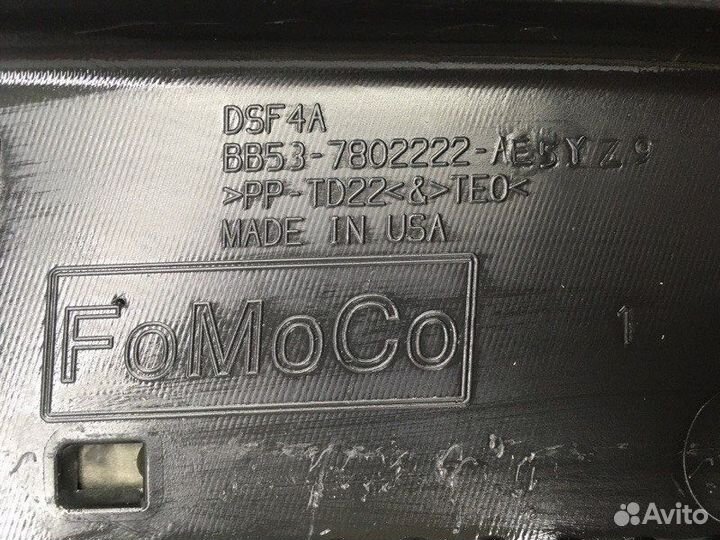 DSF4A
BB53-7802222-AE5YZ9
>PP-TD22<&>TEO<
MADE IN USA
FoMoCo
1
Avito